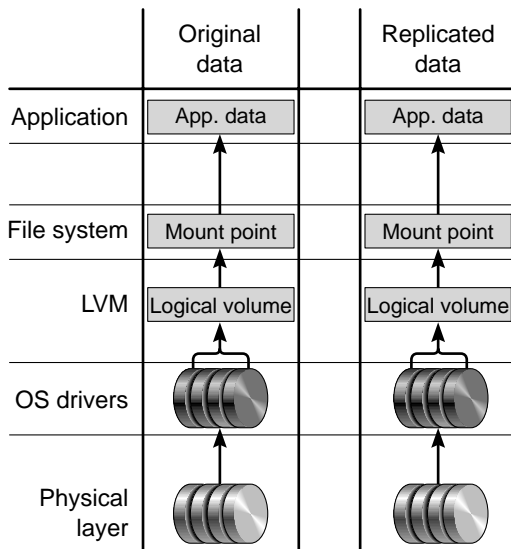 Original
data
Replicated
data
Application
App. data
App. data
File system
Mount point
Mount point
LVM
Logical volume
Logical volume
OS drivers
Physical
layer